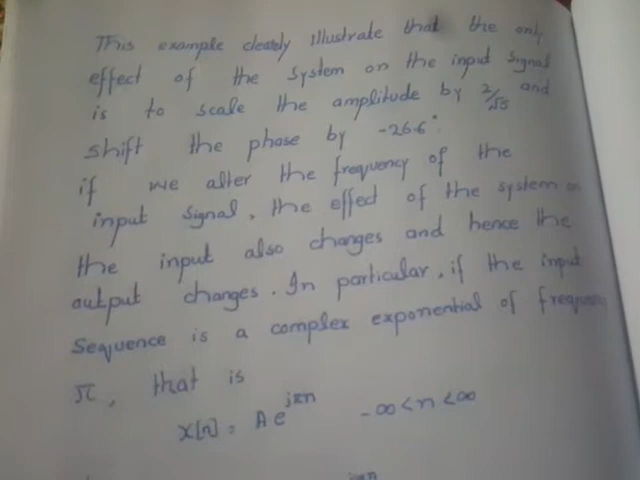 This example clearly illustrate that the only
effect of the system on the input signal
is to scale the amplitude by 2/√5 and
shift the phase by -26.6°.
if we alter the frequency of the
input signal, the effect of the system on
the input also changes and hence the
output changes. In particular, if the input
Sequence is a complex exponential of frequency
π, that is
x[n] = A e^jπn -∞ < n < ∞